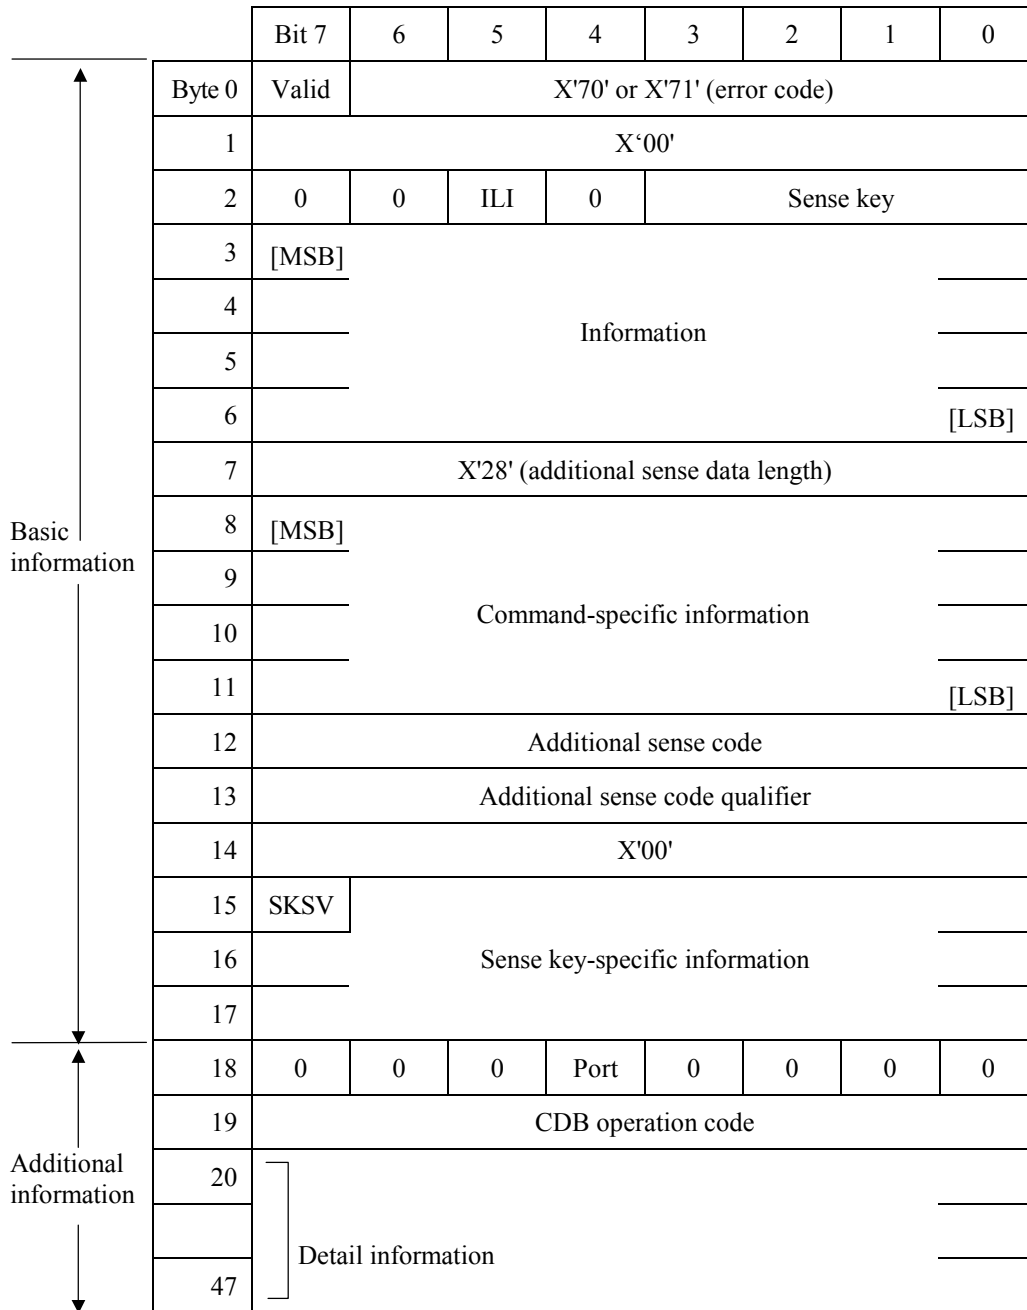 Bit 7 6 5 4 3 2 1 0
Byte 0 Valid X'70' or X'71' (error code)
1 X‘00'
2 0 0 ILI 0 Sense key
3 [MSB]
4
Information
5
6 [LSB]
7 X'28' (additional sense data length)
8 [MSB]
Basic
information
9
Command-specific information
10
11 [LSB]
12 Additional sense code
13 Additional sense code qualifier
14 X'00'
15 SKSV
16 Sense key-specific information
17
18 0 0 0 Port 0 0 0 0
19 CDB operation code
Additional
information
20
Detail information
47